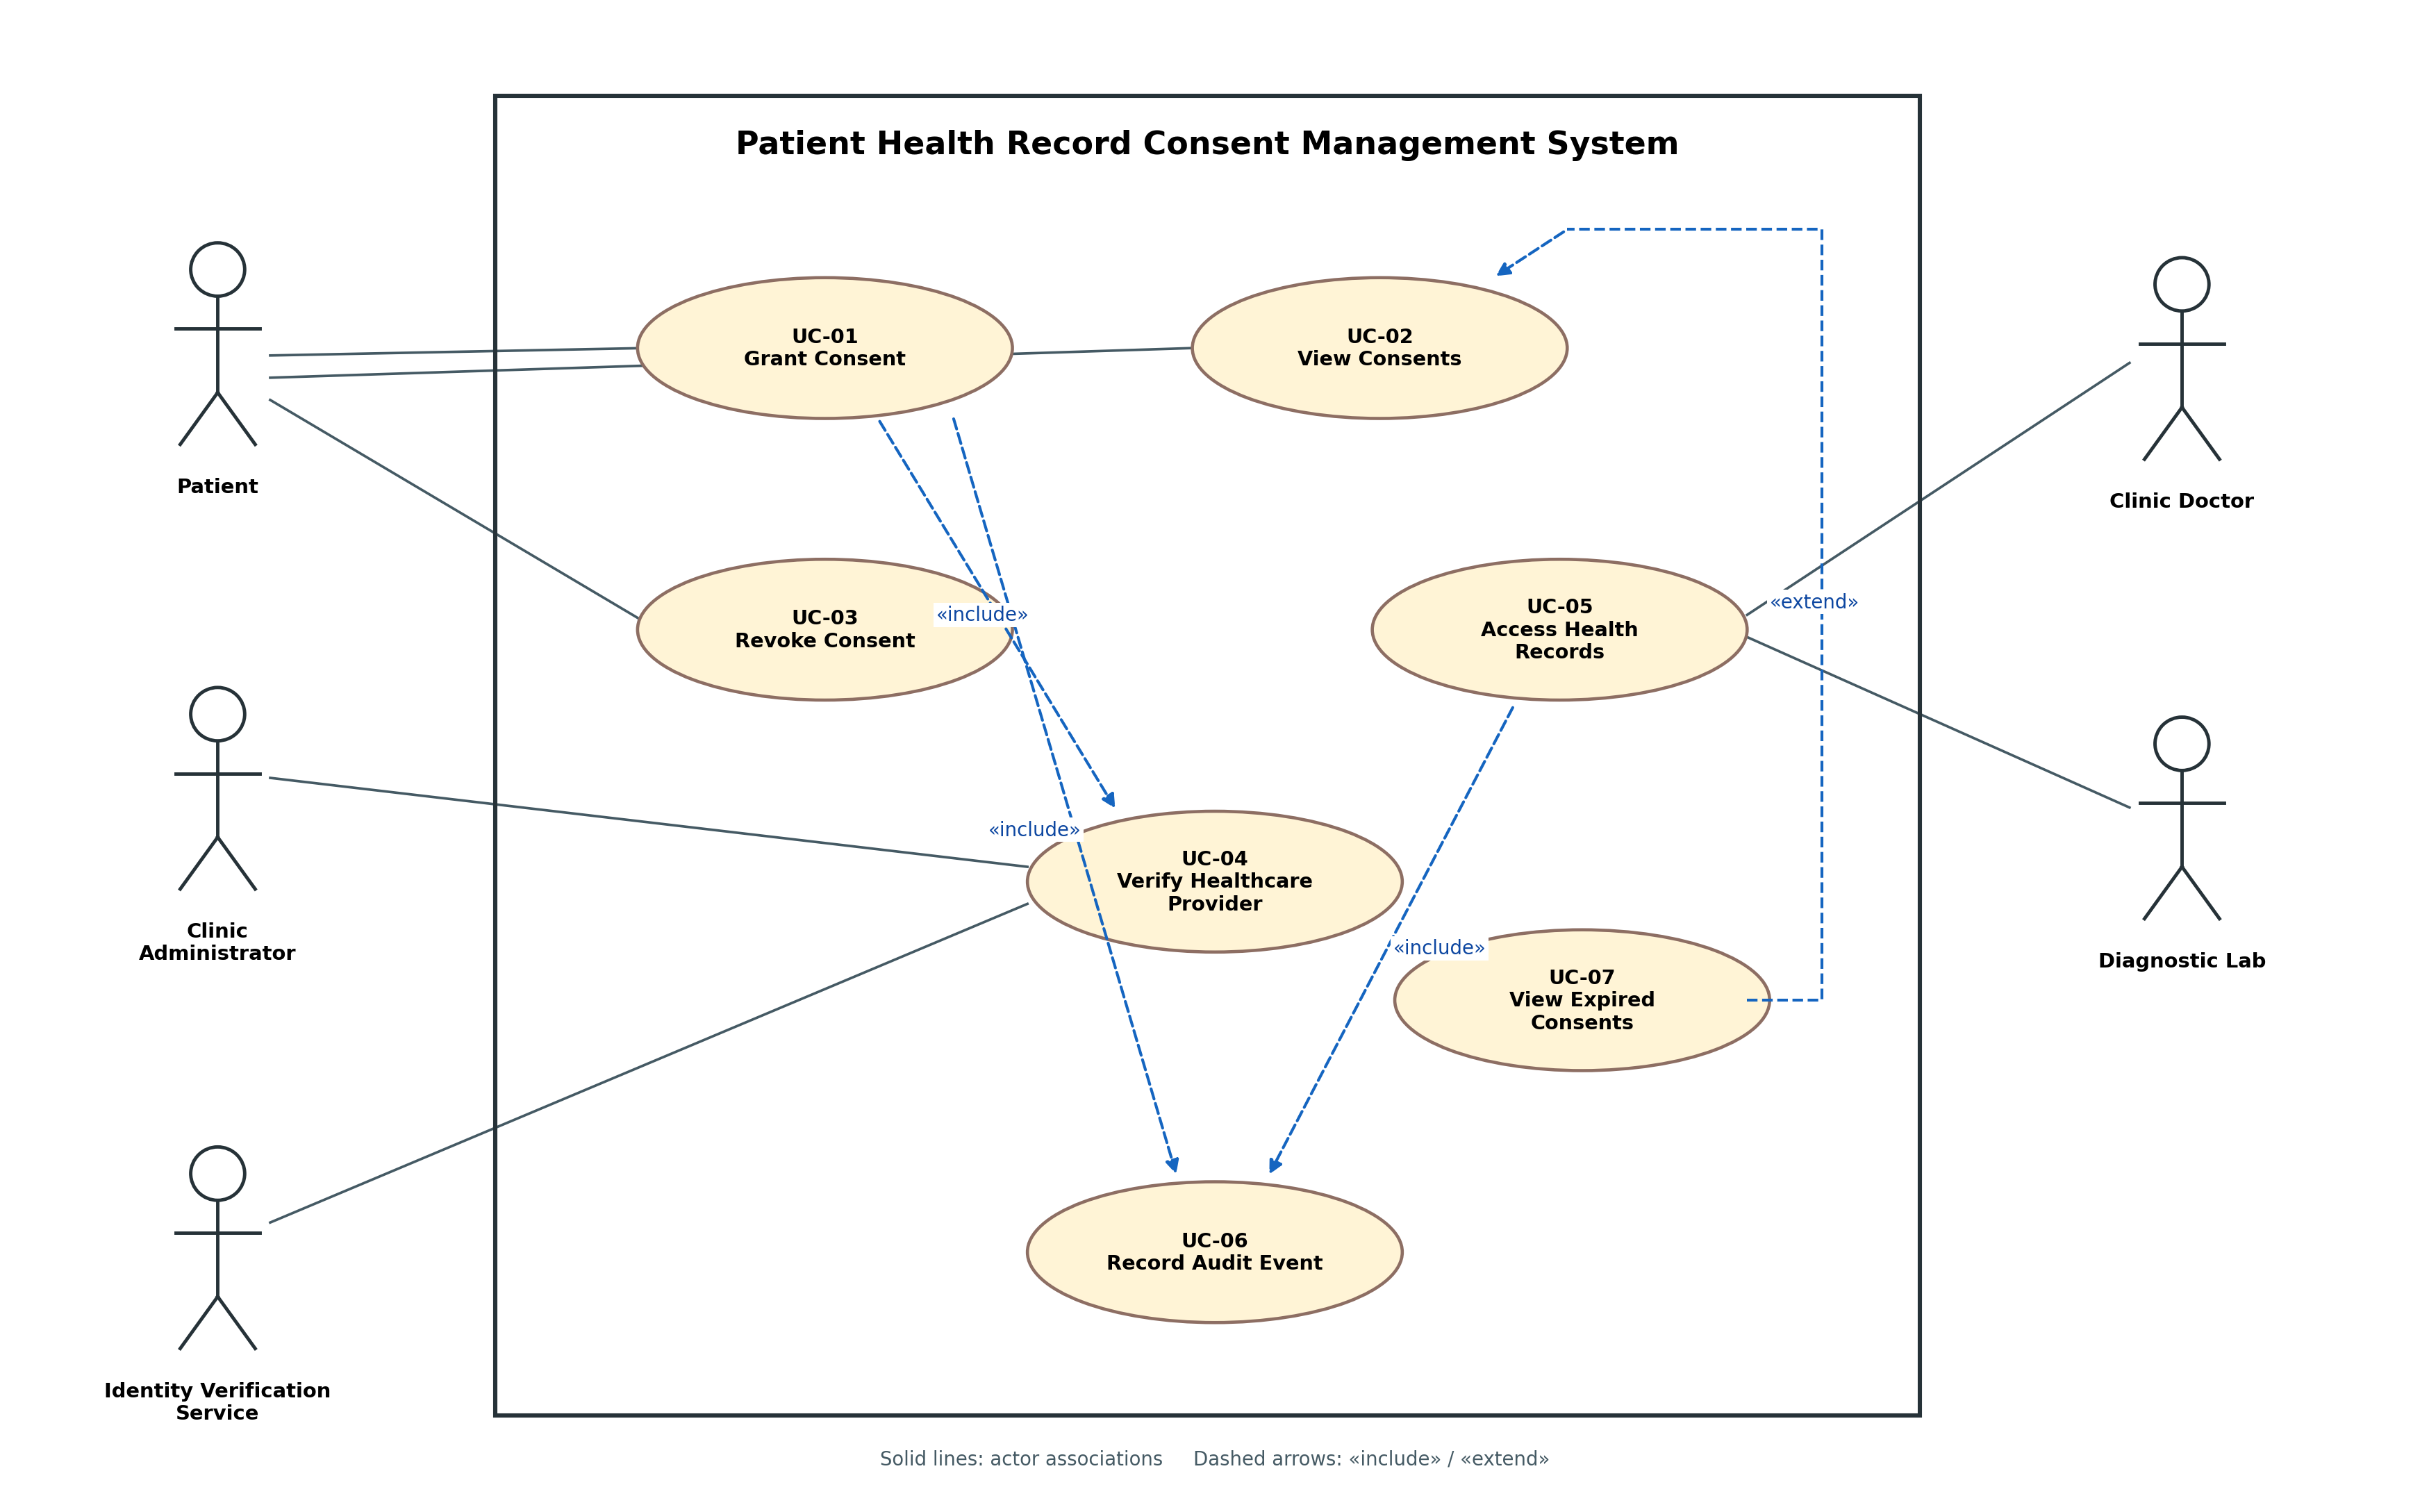 Patient Health Record Consent Management System
UC-01
Grant Consent
UC-02
View Consents
Patient
Clinic Doctor
UC-03
Revoke Consent
«include»
UC-05
Access Health
Records
«extend»
«include»
UC-04
Verify Healthcare
Provider
Clinic
Administrator
«include»
UC-07
View Expired
Consents
Diagnostic Lab
UC-06
Record Audit Event
Identity Verification
Service
Solid lines: actor associations Dashed arrows: «include» / «extend»